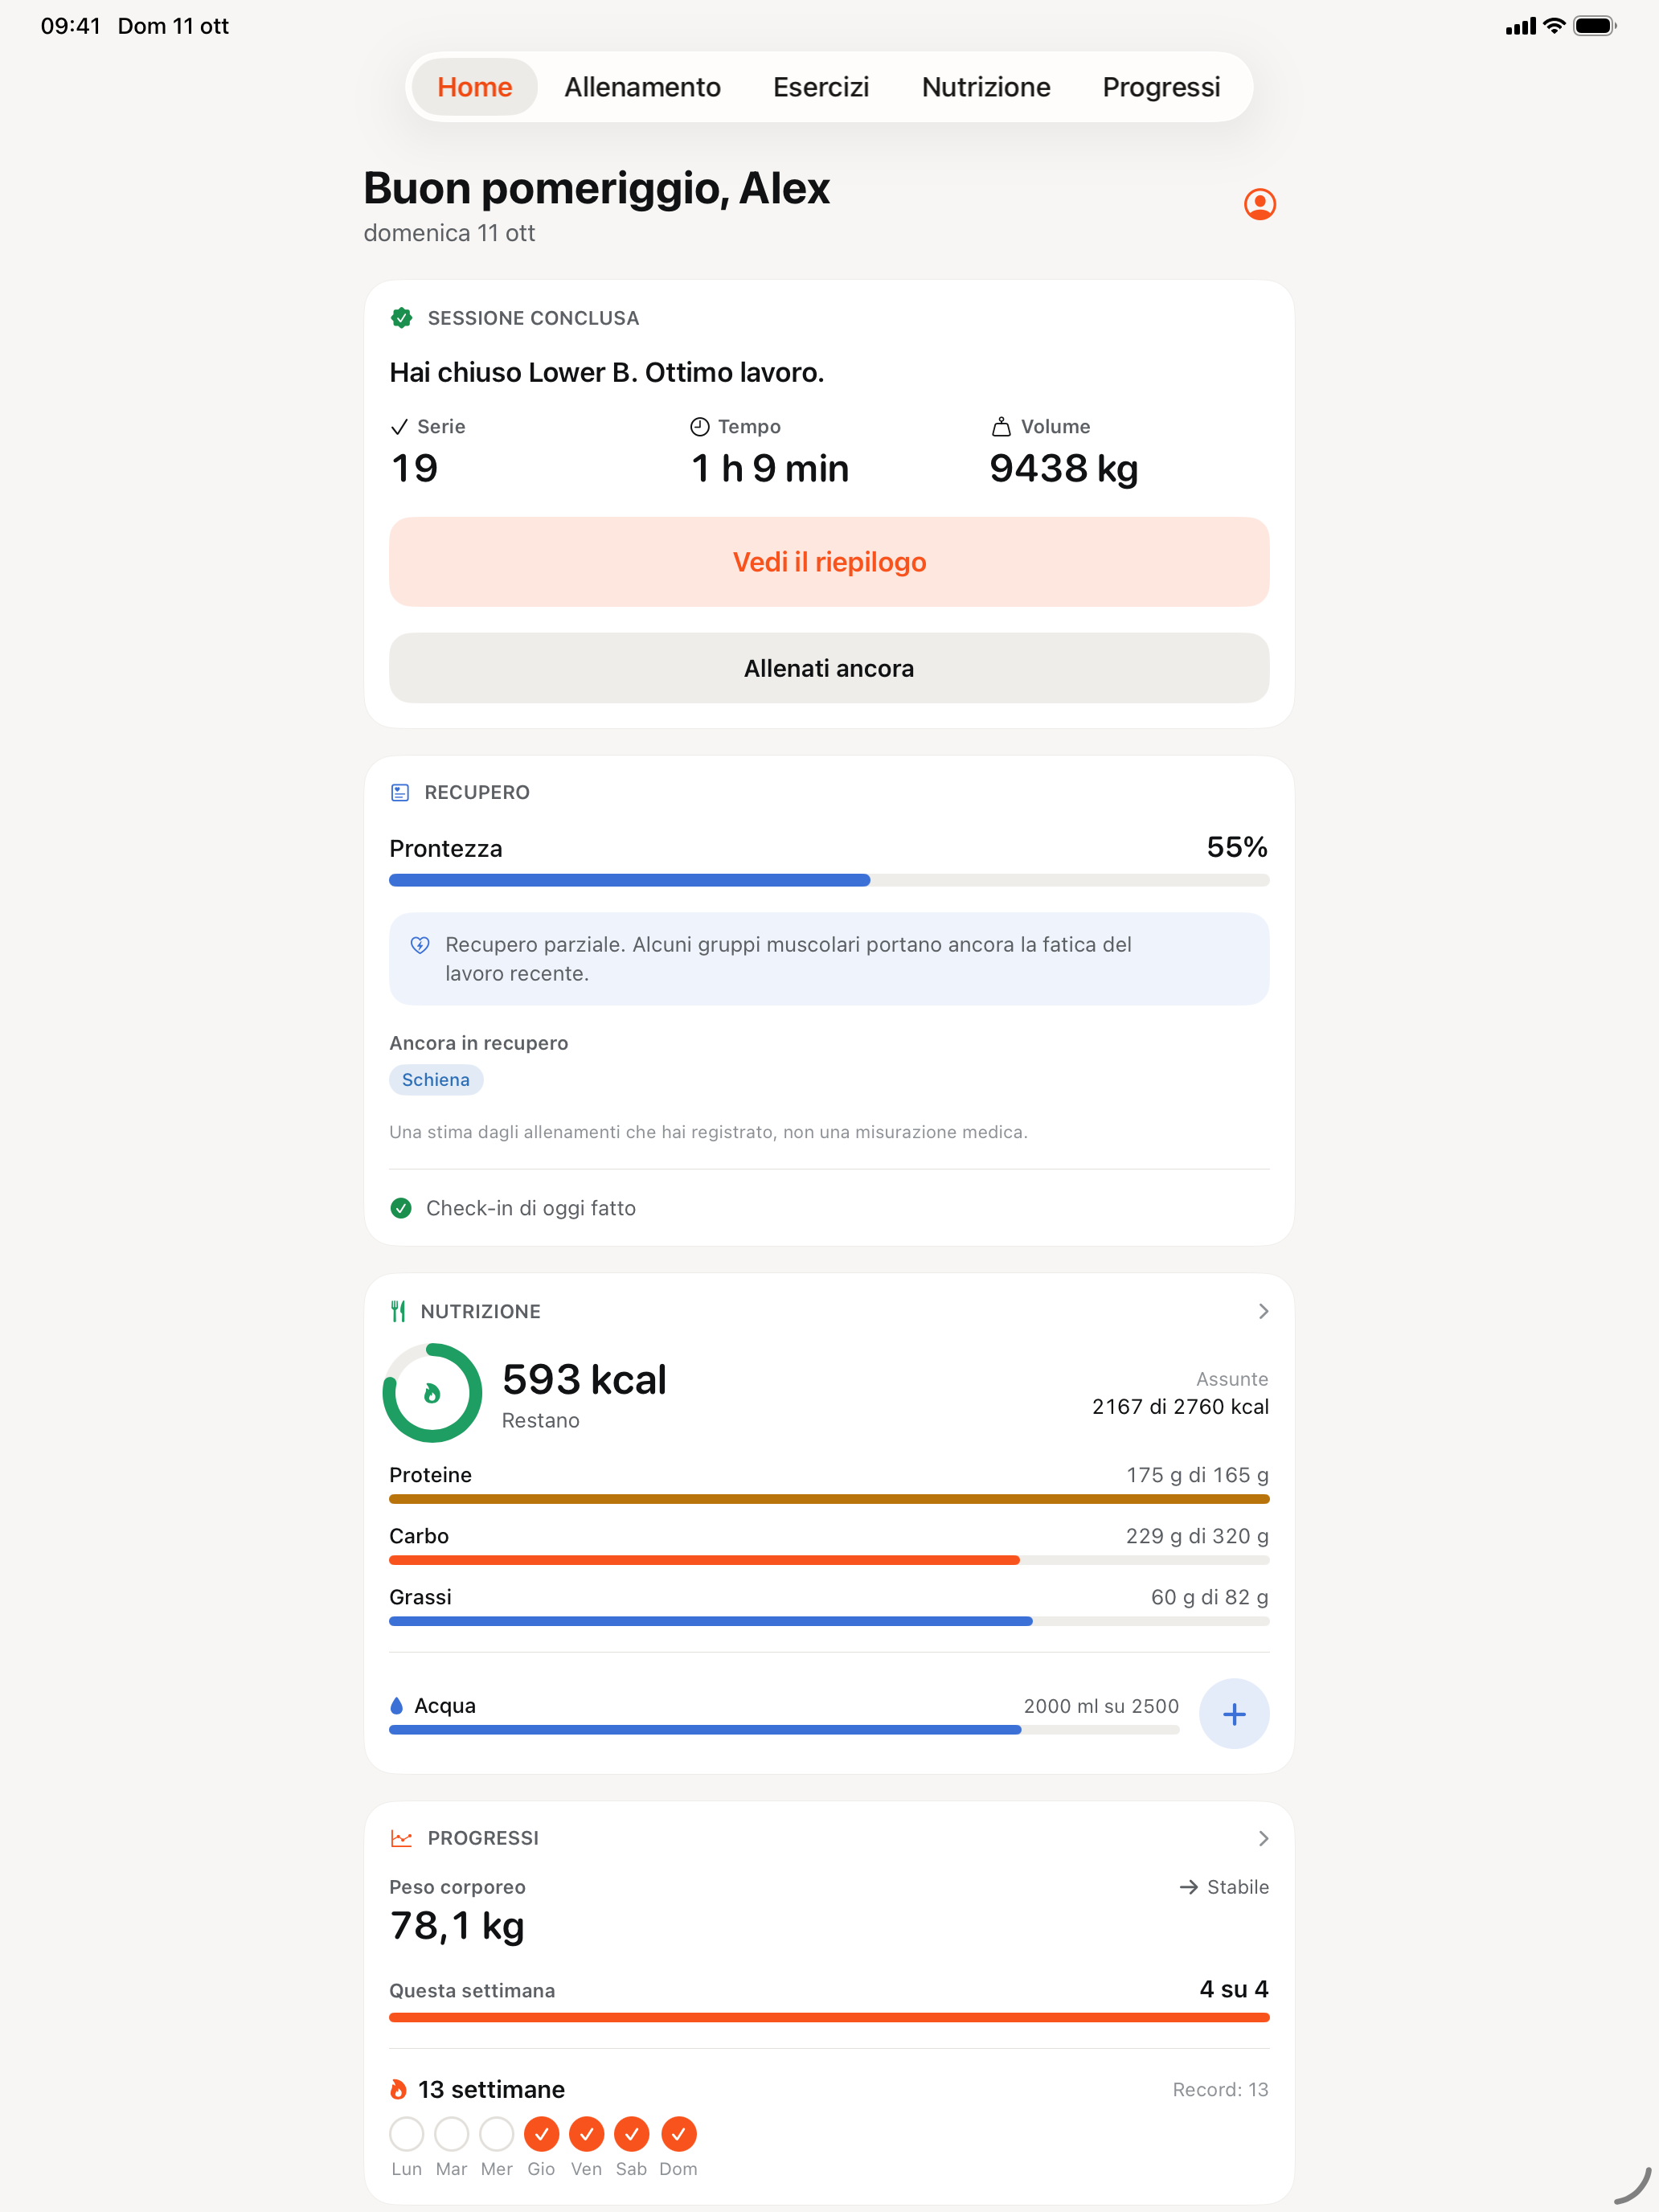 09:41 Dom 11 ott
Home Allenamento Esercizi Nutrizione Progressi
Buon pomeriggio, Alex
domenica 11 ott
SESSIONE CONCLUSA
Hai chiuso Lower B. Ottimo lavoro.
Serie Tempo Volume
19 1 h 9 min 9438 kg
Vedi il riepilogo
Allenati ancora
RECUPERO
Prontezza 55%
Recupero parziale. Alcuni gruppi muscolari portano ancora la fatica del
lavoro recente.
Ancora in recupero
Schiena
Una stima dagli allenamenti che hai registrato, non una misurazione medica.
Check-in di oggi fatto
NUTRIZIONE
593 kcal
Restano
Assunte
2167 di 2760 kcal
Proteine 175 g di 165 g
Carbo 229 g di 320 g
Grassi 60 g di 82 g
Acqua 2000 ml su 2500
PROGRESSI
Peso corporeo Stabile
78,1 kg
Questa settimana 4 su 4
13 settimane Record: 13
Lun Mar Mer Gio Ven Sab Dom